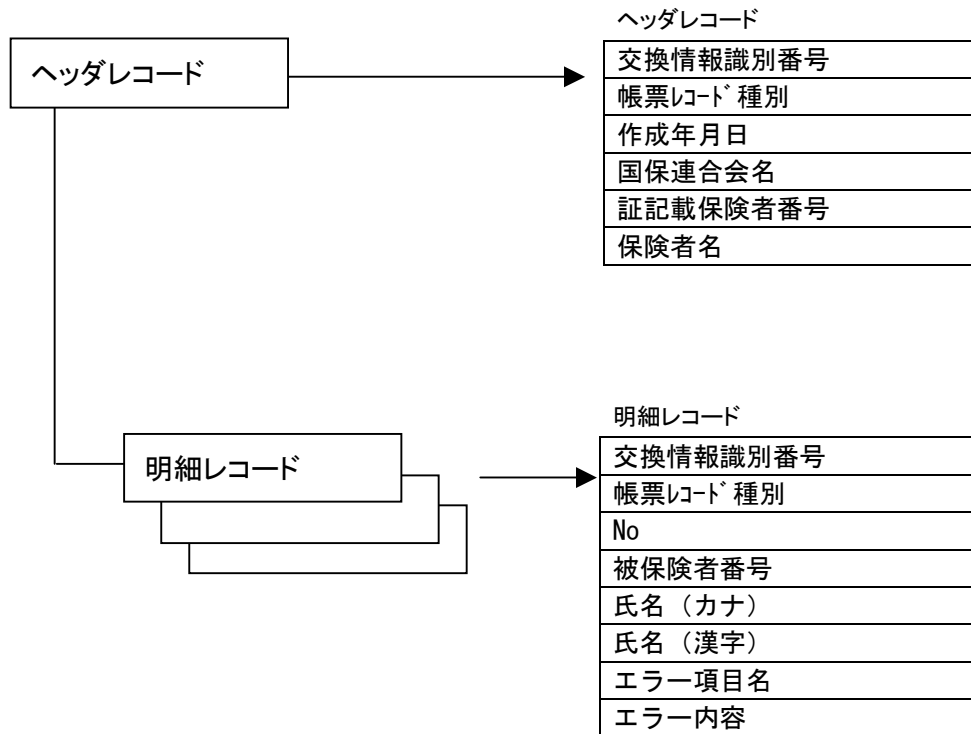 ヘッダレコード
ヘッダレコード
交換情報識別番号
帳票ﾚｺｰﾄﾞ種別
作成年月日
国保連合会名
証記載保険者番号
保険者名
明細レコード
明細レコード
交換情報識別番号
帳票ﾚｺｰﾄﾞ種別
No
被保険者番号
氏名（カナ）
氏名（漢字）
エラー項目名
エラー内容